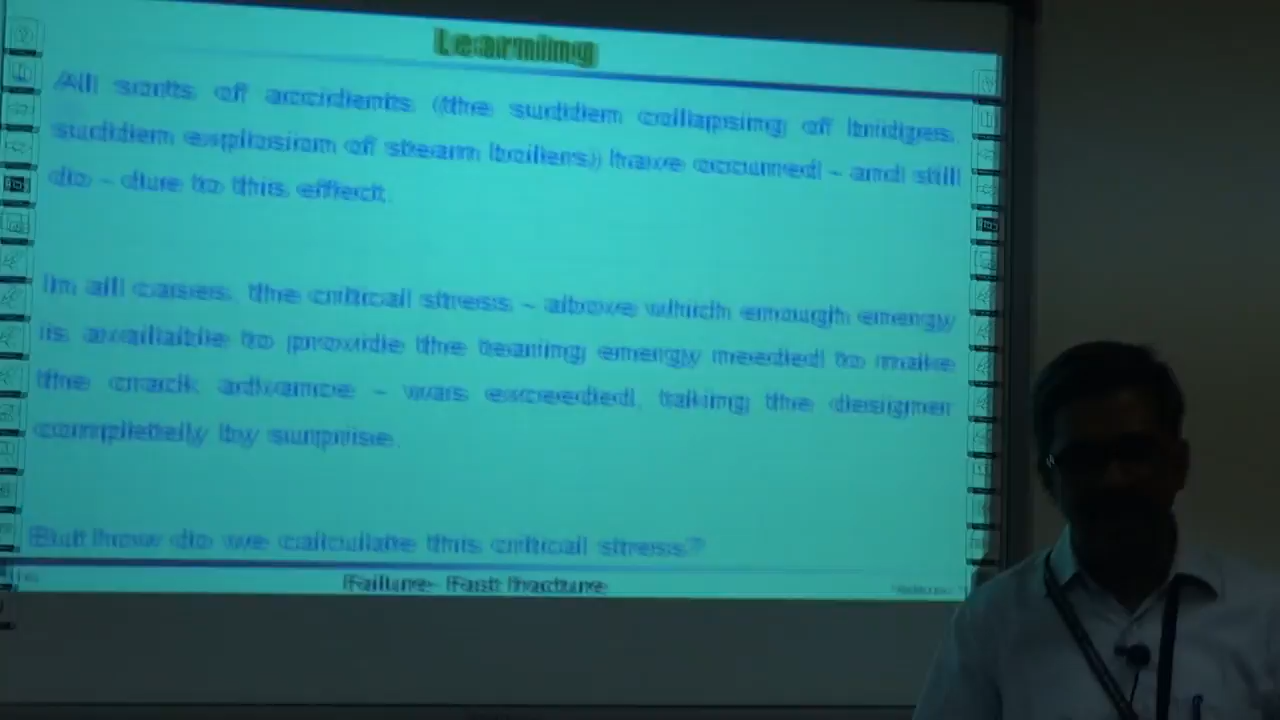 Learning
All sorts of accidents (the sudden collapsing of bridges,
sudden explosion of steam boilers) have occurred – and still
do – due to this effect.
In all cases, the critical stress – above which enough energy
is available to provide the tearing energy needed to make
the crack advance – was exceeded, taking the designer
completely by surprise.
But how do we calculate this critical stress?
Failure- Fast fracture